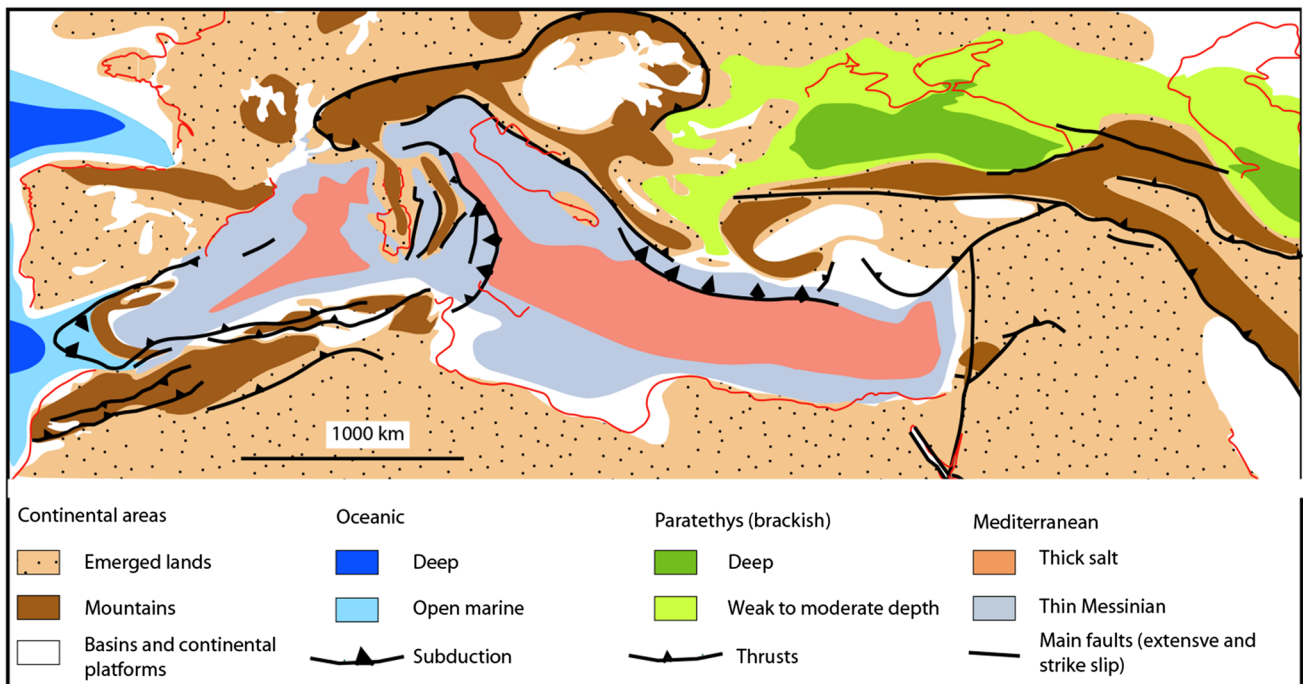 1000 km
Continental areas
Emerged lands
Mountains
Basins and continental
platforms
Oceanic
Deep
Open marine
Subduction
Paratethys (brackish)
Deep
Weak to moderate depth
Thrusts
Mediterranean
Thick salt
Thin Messinian
Main faults (extensve and
strike slip)